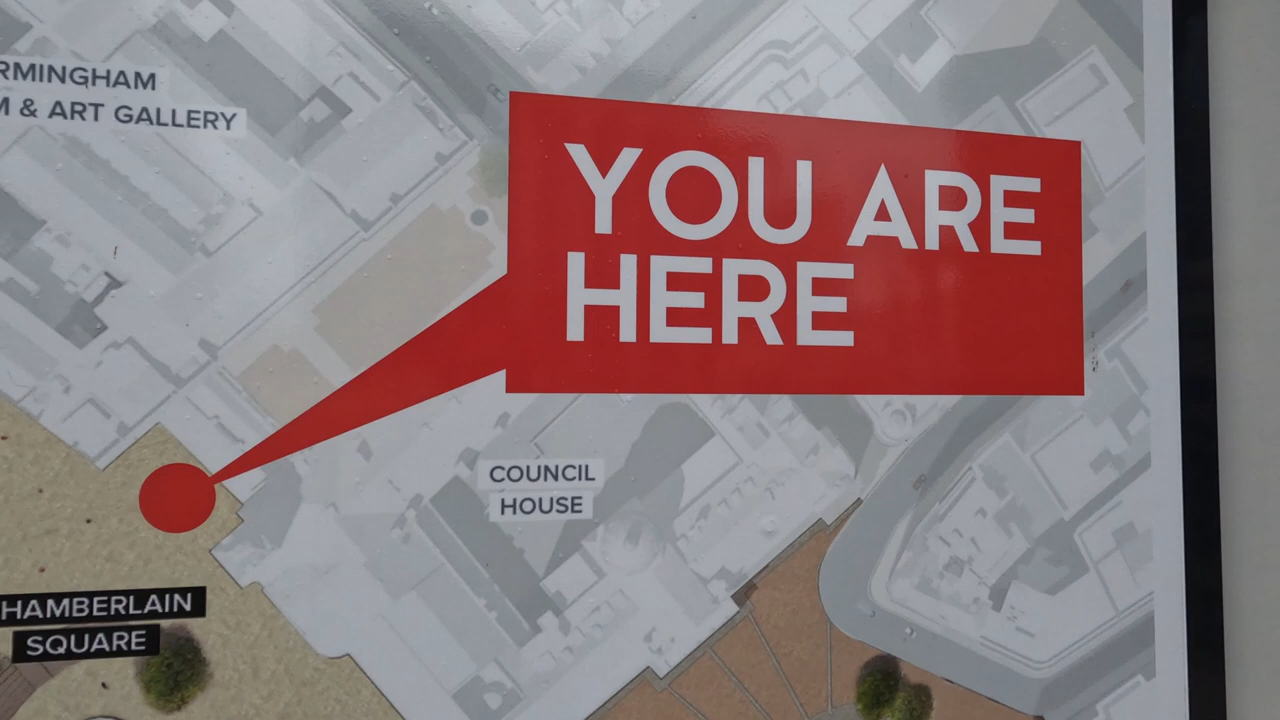 RMINGHAM
M & ART GALLERY
YOU ARE
HERE
COUNCIL
HOUSE
HAMBERLAIN
SQUARE